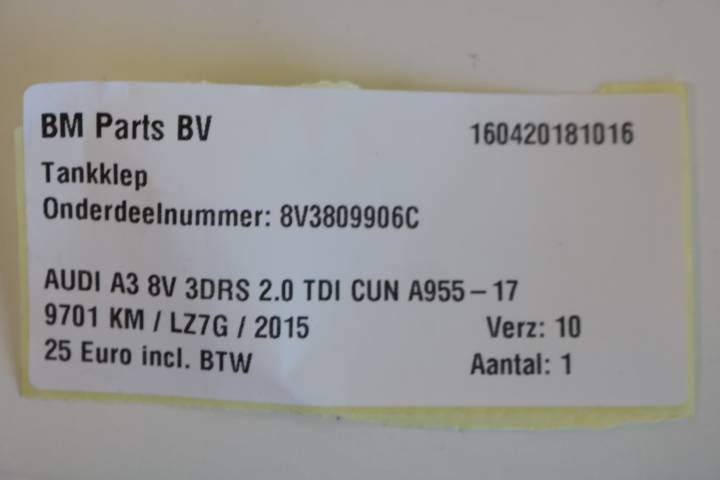 BM Parts BV 160420181016
Tankklep
Onderdeelnummer: 8V3809906C
AUDI A3 8V 3DRS 2.0 TDI CUN A955-17
9701 KM / LZ7G / 2015 Verz: 10
25 Euro incl. BTW Aantal: 1